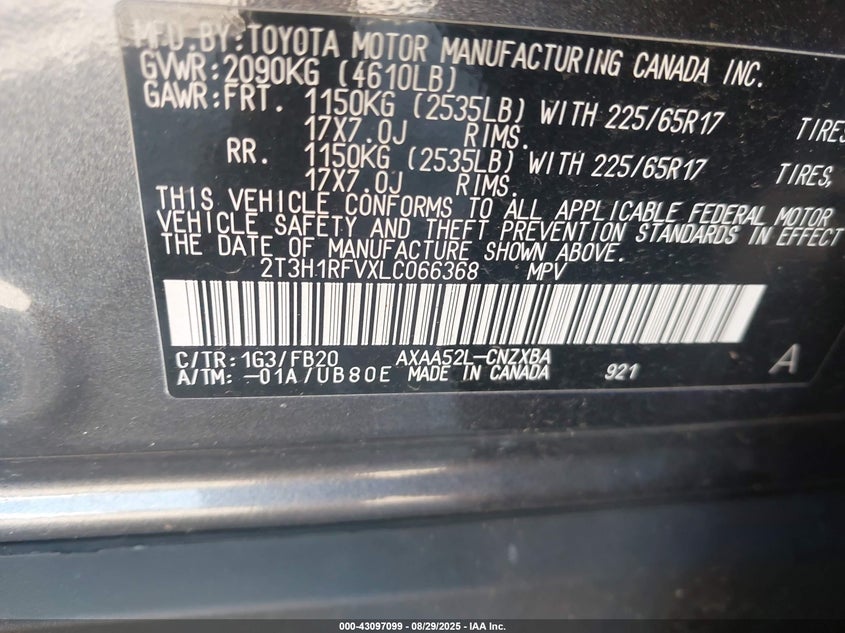 MFD.BY:TOYOTA MOTOR MANUFACTURING CANADA INC.
GVWR:2090KG (4610LB)
GAWR:FRT. 1150KG (2535LB) WITH 225/65R17 TIRES
17X7.0J RIMS.
RR. 1150KG (2535LB) WITH 225/65R17 TIRES,
17X7.0J RIMS.
THIS VEHICLE CONFORMS TO ALL APPLICABLE FEDERAL MOTOR
VEHICLE SAFETY AND THEFT PREVENTION STANDARDS IN EFFECT
THE DATE OF MANUFACTURE SHOWN ABOVE.
2T3H1RFVXLC066368 MPV
C/TR:1G3/FB20 AXAA52L-CNZXBA A
A/TM:-01A/UB80E MADE IN CANADA 921
000-43097099 - 08/29/2025 - IAA Inc.